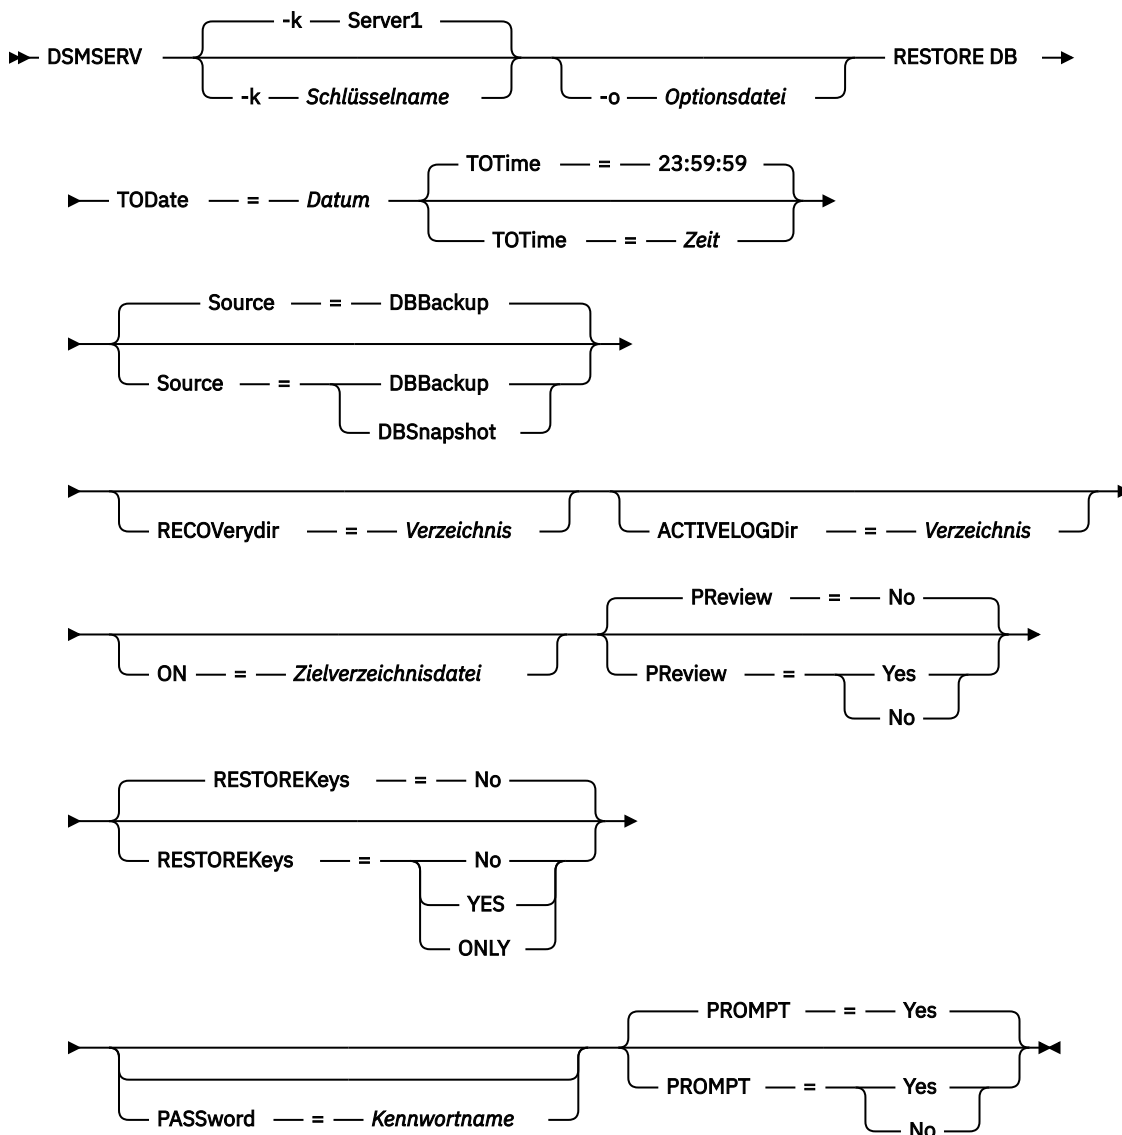 -k Server1
DSMSERV RESTORE DB
-k Schlüsselname -o Optionsdatei
TOTime = 23:59:59
TODate = Datum
TOTime = Zeit
Source = DBBackup
Source = DBBackup
DBSnapshot
RECOVerydir = Verzeichnis ACTIVELOGDir = Verzeichnis
PReview = No
ON = Zielverzeichnisdatei PReview = Yes
No
RESTOREKeys = No
RESTOREKeys = No
YES
ONLY
PROMPT = Yes
PROMPT = Yes
PASSword = Kennwortname
No